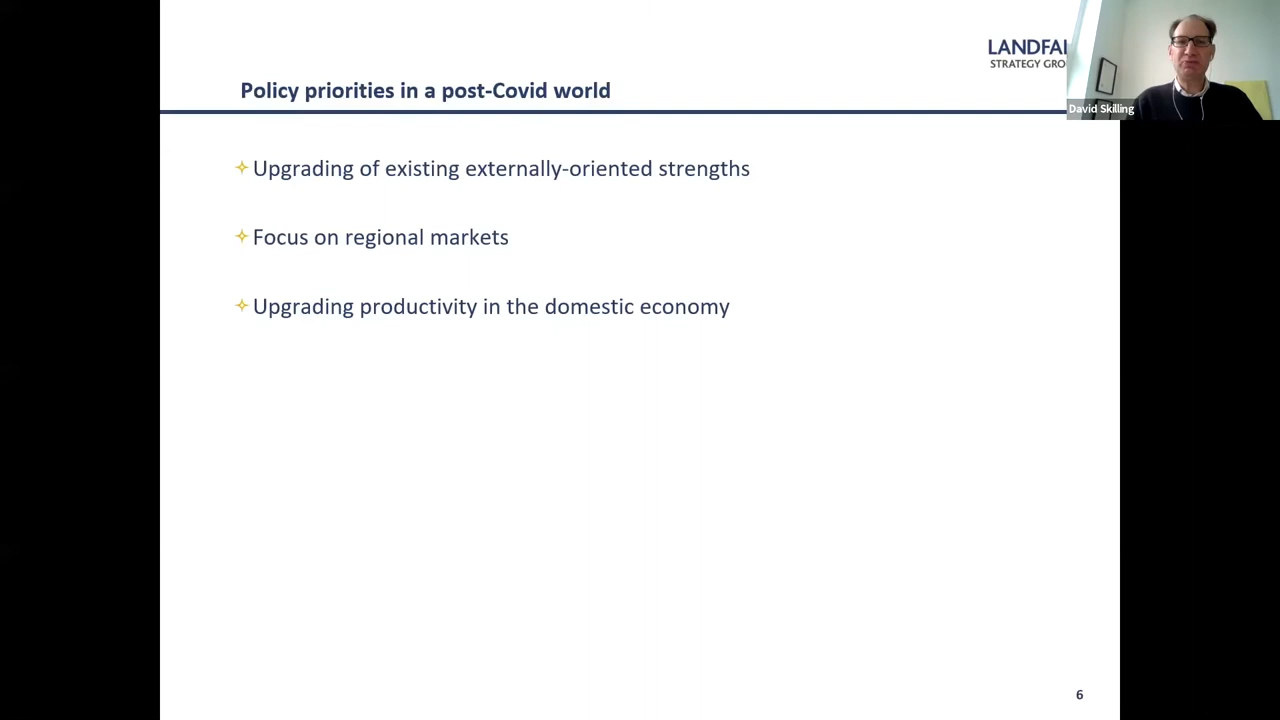 LANDFA
STRATEGY GRO
Policy priorities in a post-Covid world
David Skilling
Upgrading of existing externally-oriented strengths
Focus on regional markets
Upgrading productivity in the domestic economy
6